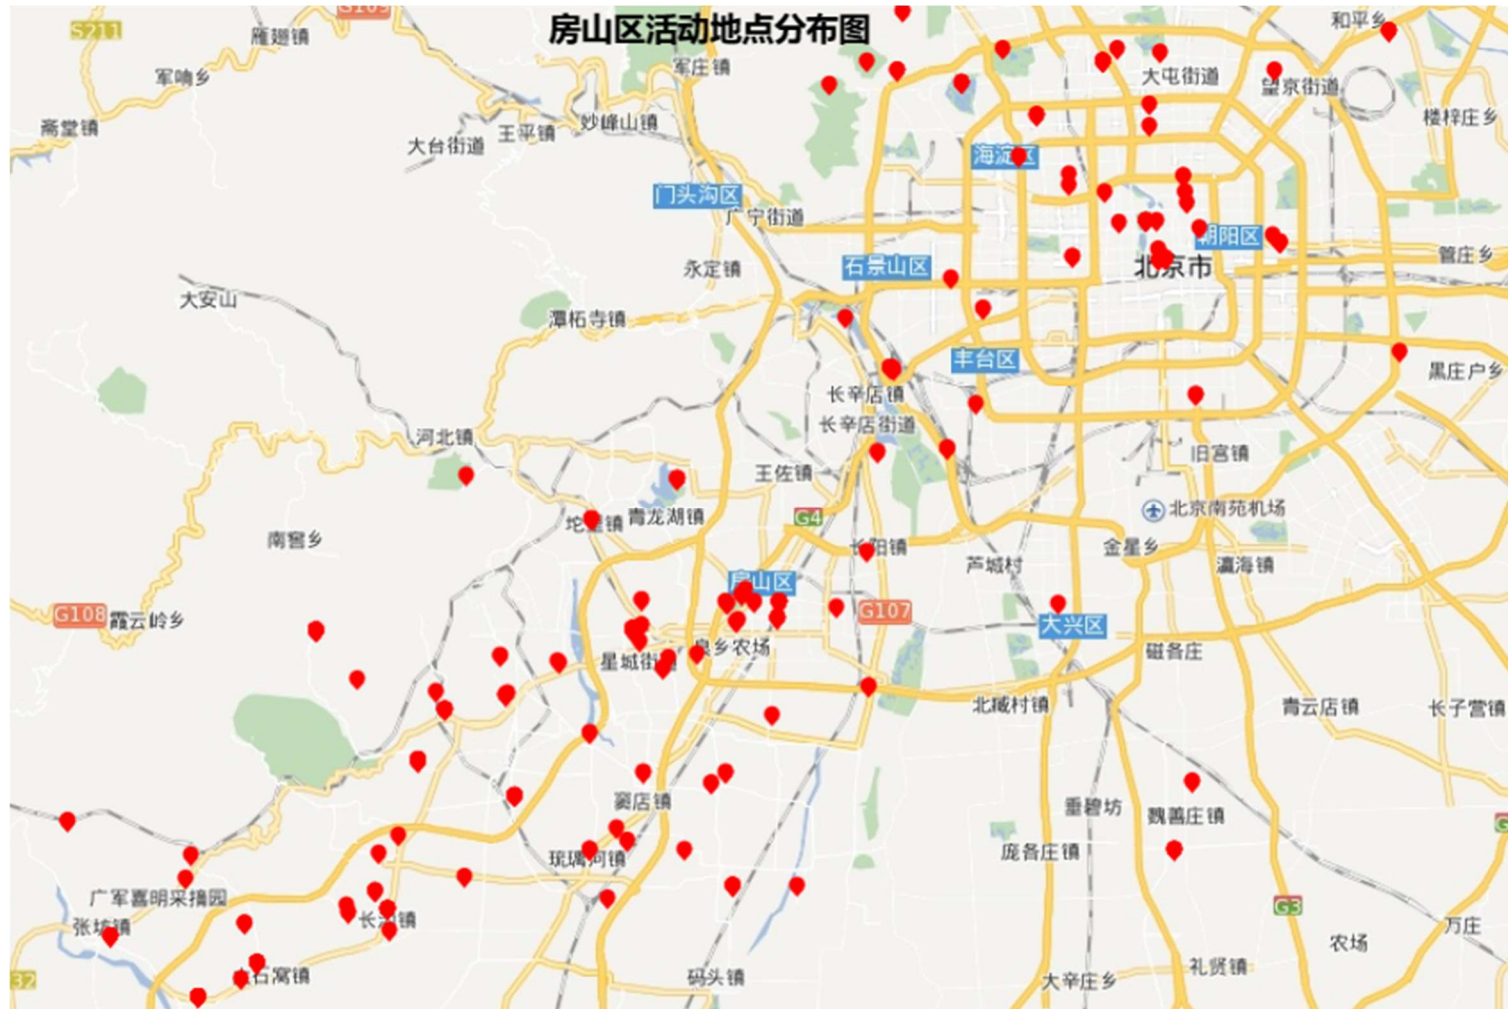 G109
房山区活动地点分布图
和平乡
S211
雁翅镇
军庄镇
军响乡
大屯街道
望京街道
斋堂镇
王平镇
妙峰山镇
楼梓庄乡
大台街道
海淀区
门头沟区
广宁街道
朝阳区
管庄乡
石景山区
永定镇
北京市
大安山
潭柘寺镇
丰台区
黑庄户乡
长辛店镇
长辛店街道
河北镇
旧宫镇
王佐镇
北京南苑机场
G4
青龙湖镇
南窖乡
长阳镇
金星乡
芦城村
瀛海镇
房山区
G108
霞云岭乡
G107
大兴区
良乡农场
磁各庄
星城街
北臧村镇
青云店镇
长子营镇
窦店镇
垂碧坊
魏善庄镇
庞各庄镇
琉璃河镇
广军喜明采摘园
G3
张坊镇
长沟镇
万庄
农场
礼贤镇
32
石窝镇
码头镇
大辛庄乡